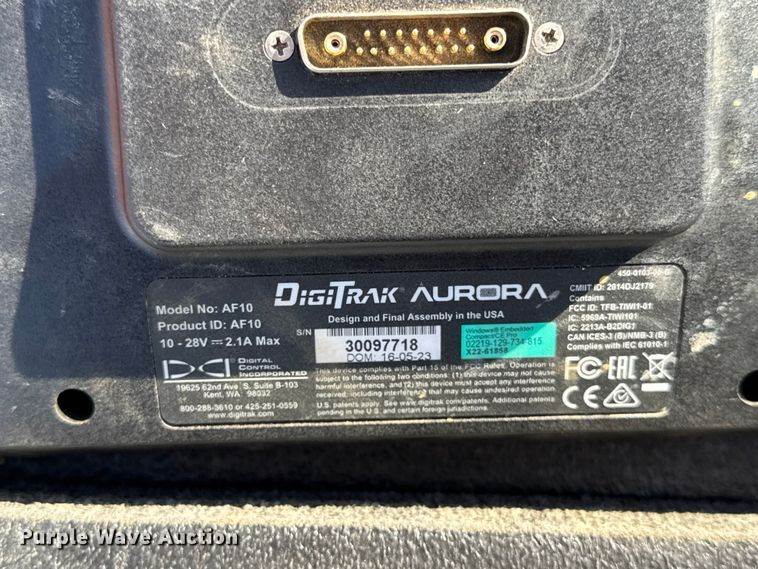 DIGITRAK AURORA
Design and Final Assembly in the USA
Model No: AF10
Product ID: AF10
10 - 28V ⎓ 2.1A Max
S/N
30097718
DOM: 16-05-23
Windows® Embedded
Compact/CE Pro
02219-129-734 815
X22-61858
CMIIT ID: 2814DJ2179
Contains
FCC ID: TFB-TIWI1-01
IC: 5969A-TIWI101
IC: 2213A-B2DIG1
CAN ICES-3 (B)/NMB-3 (B)
Complies with IEC 61010-1
DCI DIGITAL
CONTROL
INCORPORATED
19625 62nd Ave. S. Suite B-103
Kent, WA 98032
800-288-3610 or 425-251-0559
www.digitrak.com
This device complies with Part 15 of the FCC Rules. Operation is
subject to the following two conditions: (1) this device may not cause
harmful interference, and (2) this device must accept any interference
received, including interference that may cause undesired operation
U.S. patents apply. See www.digitrak.com/patents. Additional patents
pending in the U.S. and certain foreign jurisdictions.
FC EAC
CE
Purple Wave Auction